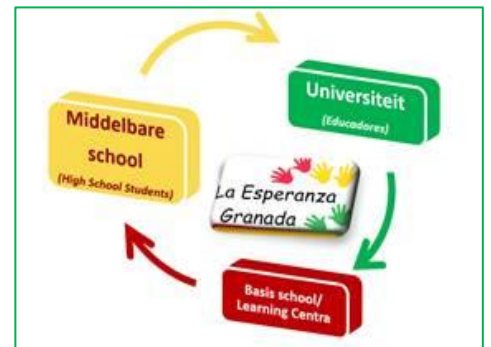 Middelbare
school
(High School Students)
Universiteit
(Educadores)
La Esperanza
Granada
Basis school/
Learning Centra